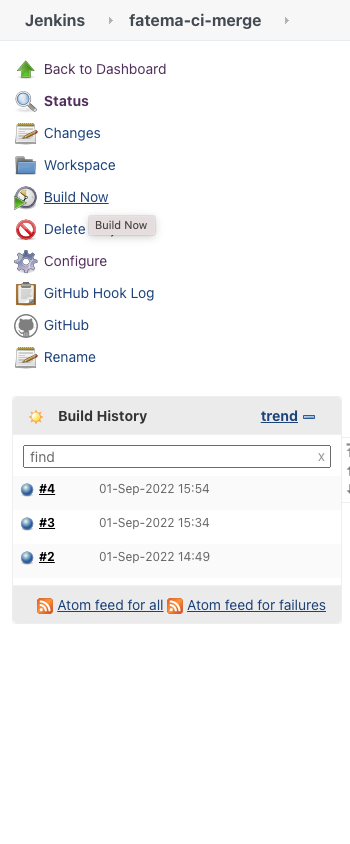 Jenkins fatema-ci-merge
Back to Dashboard
Status
Changes
Workspace
Build Now
Build Now
Delete
Configure
GitHub Hook Log
GitHub
Rename
Build History trend
find x
#4 01-Sep-2022 15:54
#3 01-Sep-2022 15:34
#2 01-Sep-2022 14:49
Atom feed for all Atom feed for failures